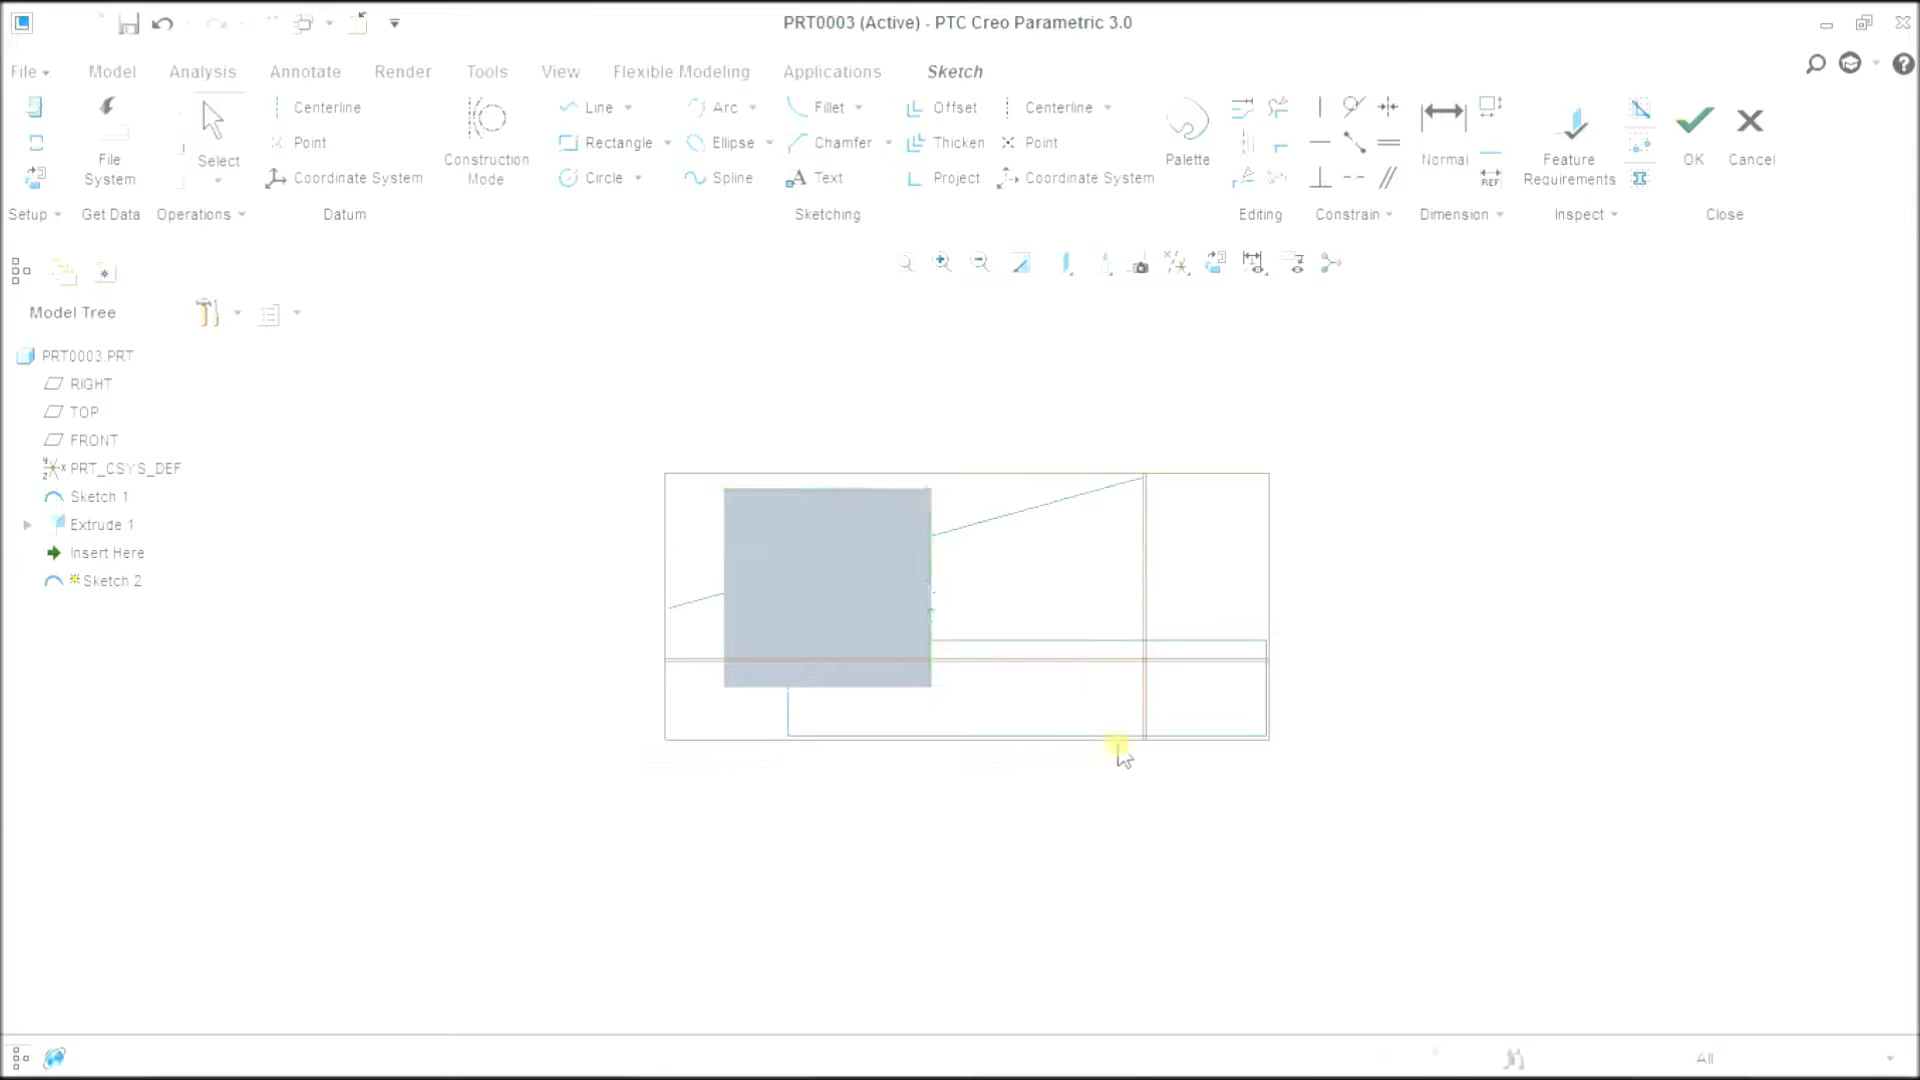 PRT0003 (Active) - PTC Creo Parametric 3.0
File Model Analysis Annotate Render Tools View Flexible Modeling Applications Sketch
Centerline Line Arc Fillet Offset Centerline
Point Rectangle Ellipse Chamfer Thicken Point
Coordinate System Circle Spline Text Project Coordinate System
File System
Select
Construction Mode
Palette
Normal
REF
Feature Requirements
OK
Cancel
Setup Get Data Operations Datum Sketching Editing Constrain Dimension Inspect Close
Model Tree
PRT0003.PRT
RIGHT
TOP
FRONT
PRT_CSYS_DEF
Sketch 1
Extrude 1
Insert Here
Sketch 2
All